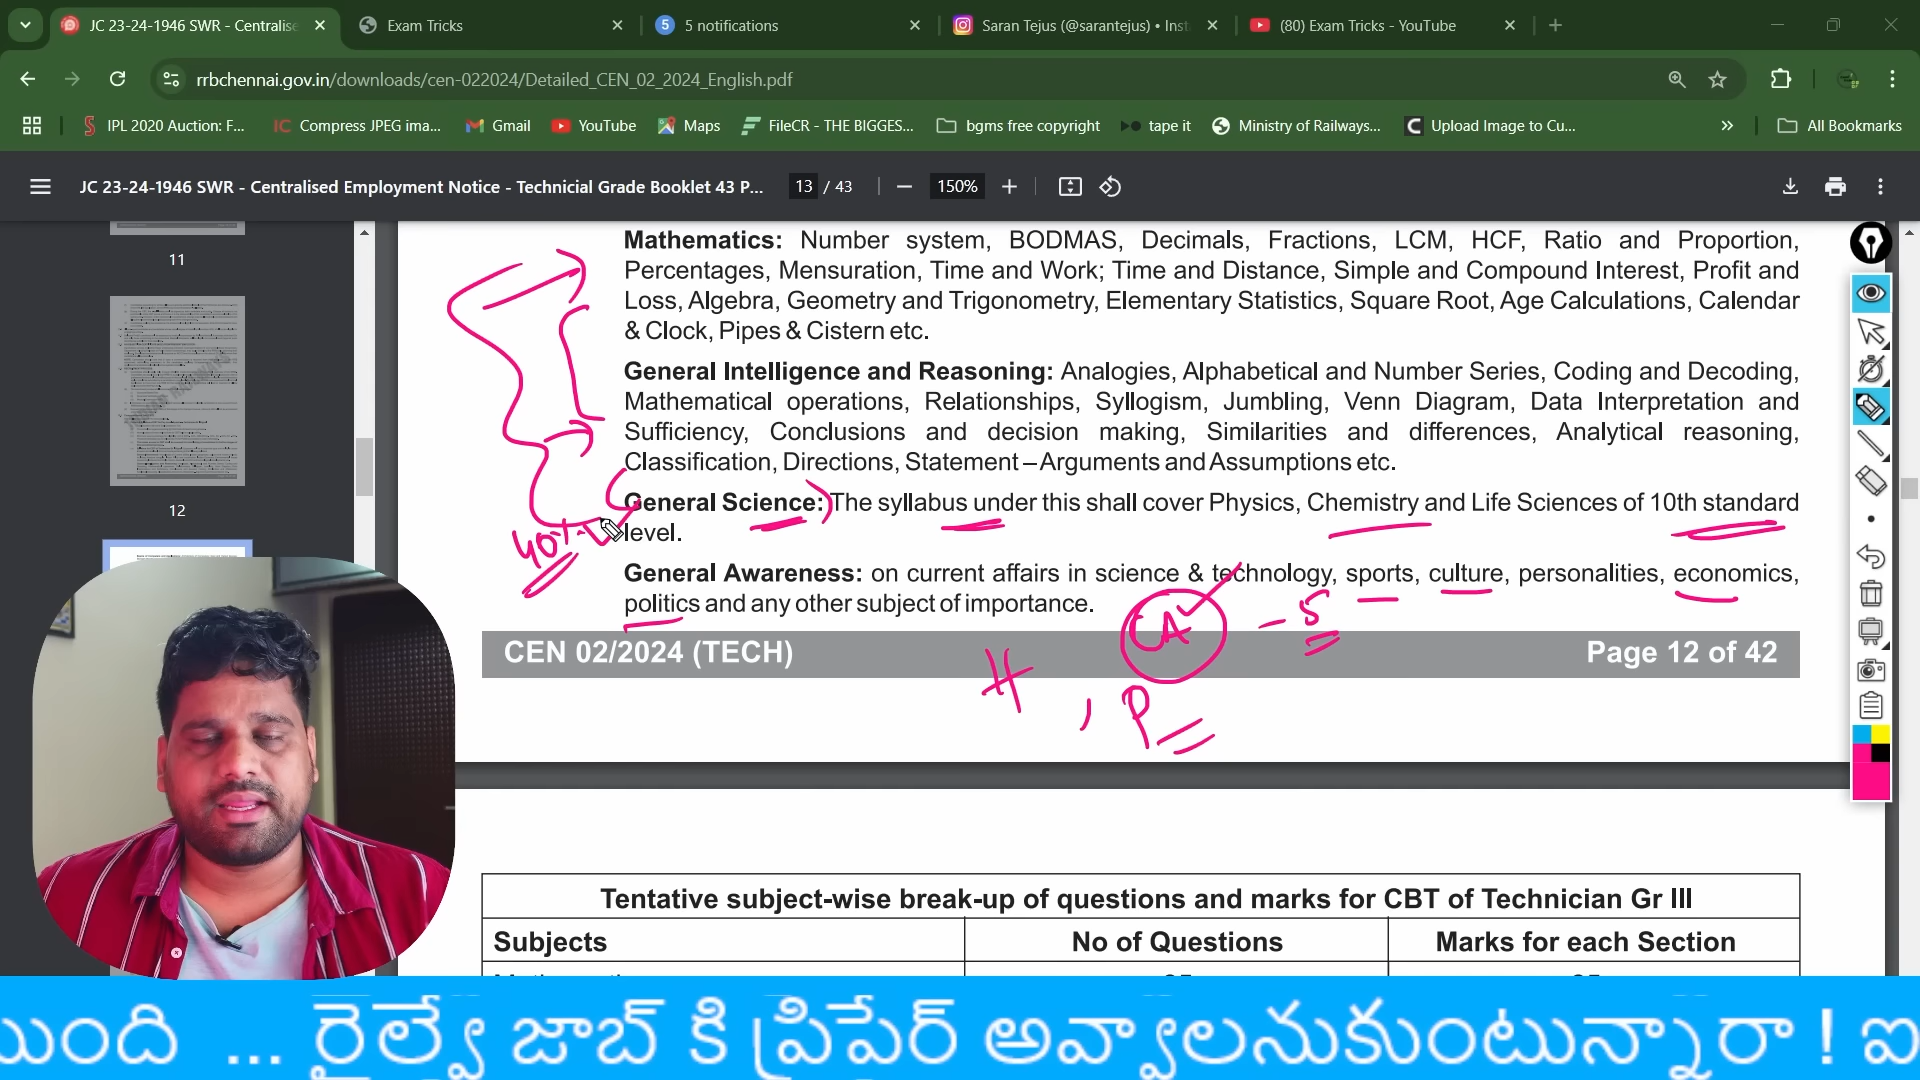 JC 23-24-1946 SWR - Centralise
Exam Tricks
5 notifications
Saran Tejus (@sarantejus) • Inst
(80) Exam Tricks - YouTube
rrbchennai.gov.in/downloads/cen-022024/Detailed_CEN_02_2024_English.pdf
IPL 2020 Auction: F...
Compress JPEG ima...
Gmail
YouTube
Maps
FileCR - THE BIGGES...
bgms free copyright
tape it
Ministry of Railways...
Upload Image to Cu...
All Bookmarks
JC 23-24-1946 SWR - Centralised Employment Notice - Technicial Grade Booklet 43 P...
13 / 43
150%
11
12
Mathematics: Number system, BODMAS, Decimals, Fractions, LCM, HCF, Ratio and Proportion,
Percentages, Mensuration, Time and Work; Time and Distance, Simple and Compound Interest, Profit and
Loss, Algebra, Geometry and Trigonometry, Elementary Statistics, Square Root, Age Calculations, Calendar
& Clock, Pipes & Cistern etc.
General Intelligence and Reasoning: Analogies, Alphabetical and Number Series, Coding and Decoding,
Mathematical operations, Relationships, Syllogism, Jumbling, Venn Diagram, Data Interpretation and
Sufficiency, Conclusions and decision making, Similarities and differences, Analytical reasoning,
Classification, Directions, Statement – Arguments and Assumptions etc.
General Science: The syllabus under this shall cover Physics, Chemistry and Life Sciences of 10th standard
level.
40+
General Awareness: on current affairs in science & technology, sports, culture, personalities, economics,
politics and any other subject of importance.
CA - 5
H , P
CEN 02/2024 (TECH)
Page 12 of 42
Tentative subject-wise break-up of questions and marks for CBT of Technician Gr III
Subjects
No of Questions
Marks for each Section
... రైల్వే జాబ్ కి ప్రిపేర్ అవ్వాలనుకుంటున్నారా ! ఐ